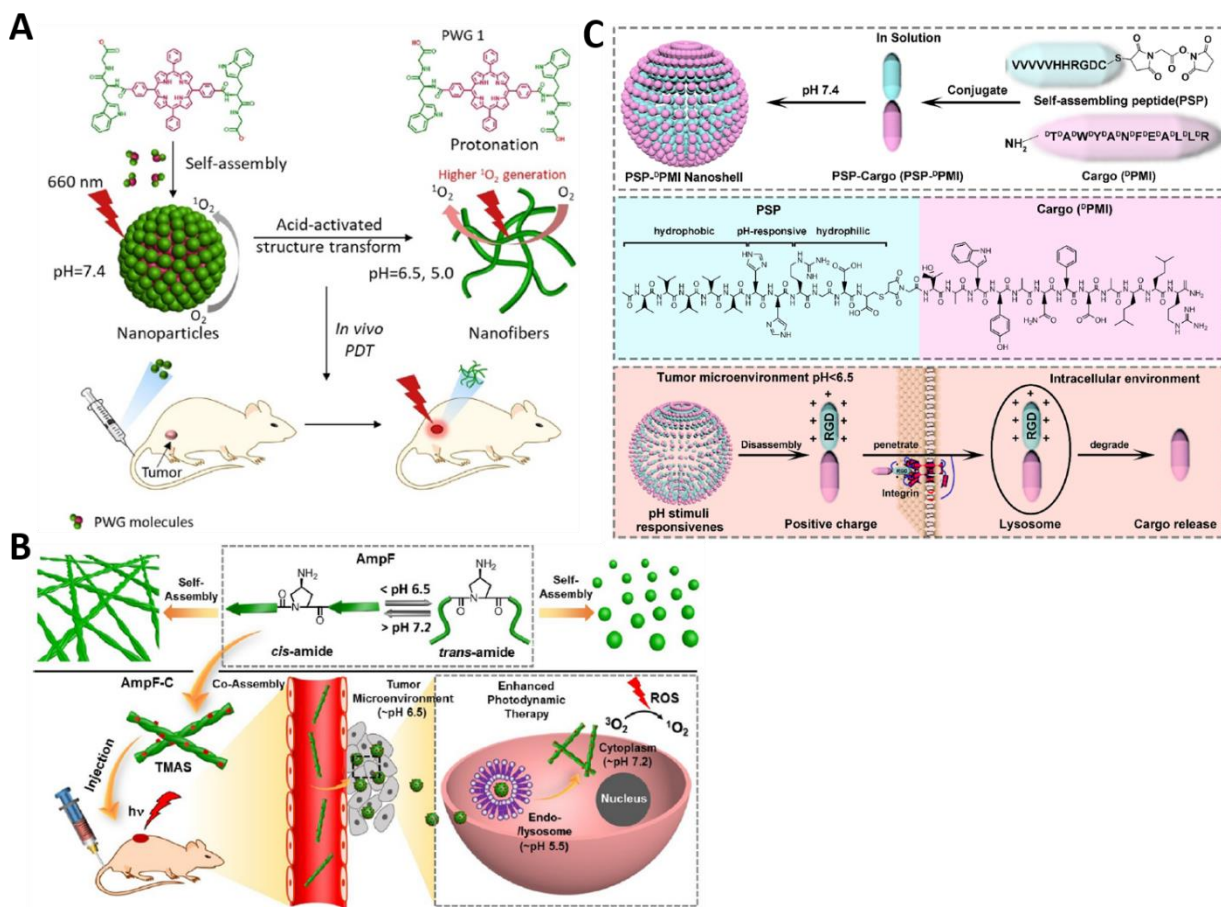 A
PWG 1
Protonation
Self-assembly
660 nm
¹O₂
pH=7.4
O₂
Nanoparticles
Acid-activated
structure transform
Higher ¹O₂ generation
¹O₂
O₂
pH=6.5, 5.0
Nanofibers
In vivo
PDT
Tumor
PWG molecules
B
AmpF
Self-
Assembly
NH₂
< pH 6.5
> pH 7.2
cis-amide
trans-amide
Self-
Assembly
AmpF-C
Co-Assembly
TMAS
Injection
hν
Tumor
Microenvironment
(~pH 6.5)
Enhanced
Photodynamic
Therapy
ROS
³O₂
¹O₂
Cytoplasm
(~pH 7.2)
Nucleus
Endo-
/lysosome
(~pH 5.5)
C
In Solution
VVVVVHHRGDC
Self-assembling peptide(PSP)
pH 7.4
Conjugate
NH₂
ᴰTᴰAᴰWᴰYᴰAᴰNᴰFᴰEᴰAᴰLᴰLᴰR
PSP-ᴰPMI Nanoshell
PSP-Cargo (PSP-ᴰPMI)
Cargo (ᴰPMI)
PSP
Cargo (ᴰPMI)
hydrophobic
pH-responsive
hydrophilic
Tumor microenvironment pH<6.5
Intracellular environment
RGD
RGD
Disassembly
penetrate
degrade
Integrin
pH stimuli
responsivenes
Positive charge
Lysosome
Cargo release